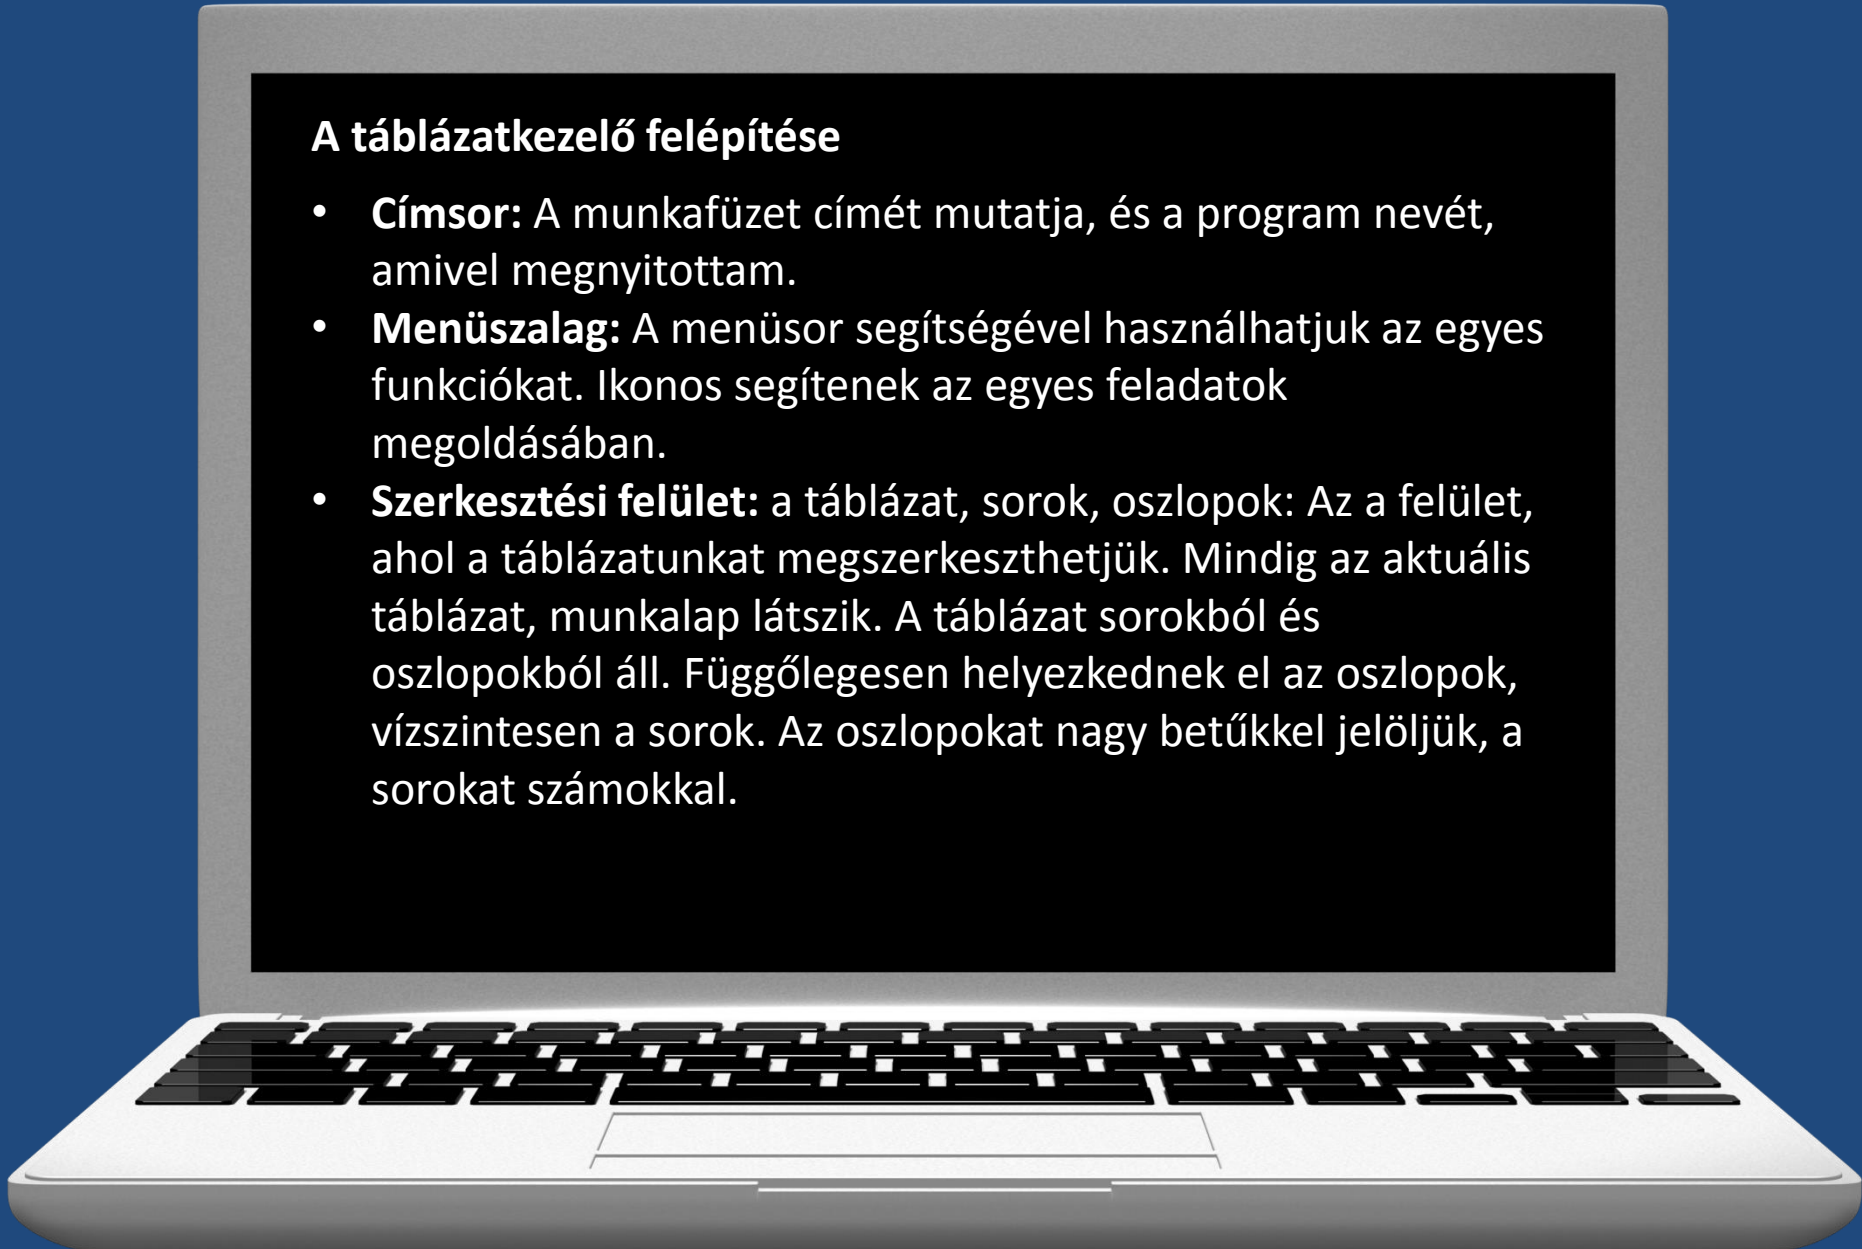 A táblázatkezelő felépítése
• Címsor: A munkafüzet címét mutatja, és a program nevét,
amivel megnyitottam.
• Menüszalag: A menüsor segítségével használhatjuk az egyes
funkciókat. Ikonos segítenek az egyes feladatok
megoldásában.
• Szerkesztési felület: a táblázat, sorok, oszlopok: Az a felület,
ahol a táblázatunkat megszerkeszthetjük. Mindig az aktuális
táblázat, munkalap látszik. A táblázat sorokból és
oszlopokból áll. Függőlegesen helyezkednek el az oszlopok,
vízszintesen a sorok. Az oszlopokat nagy betűkkel jelöljük, a
sorokat számokkal.